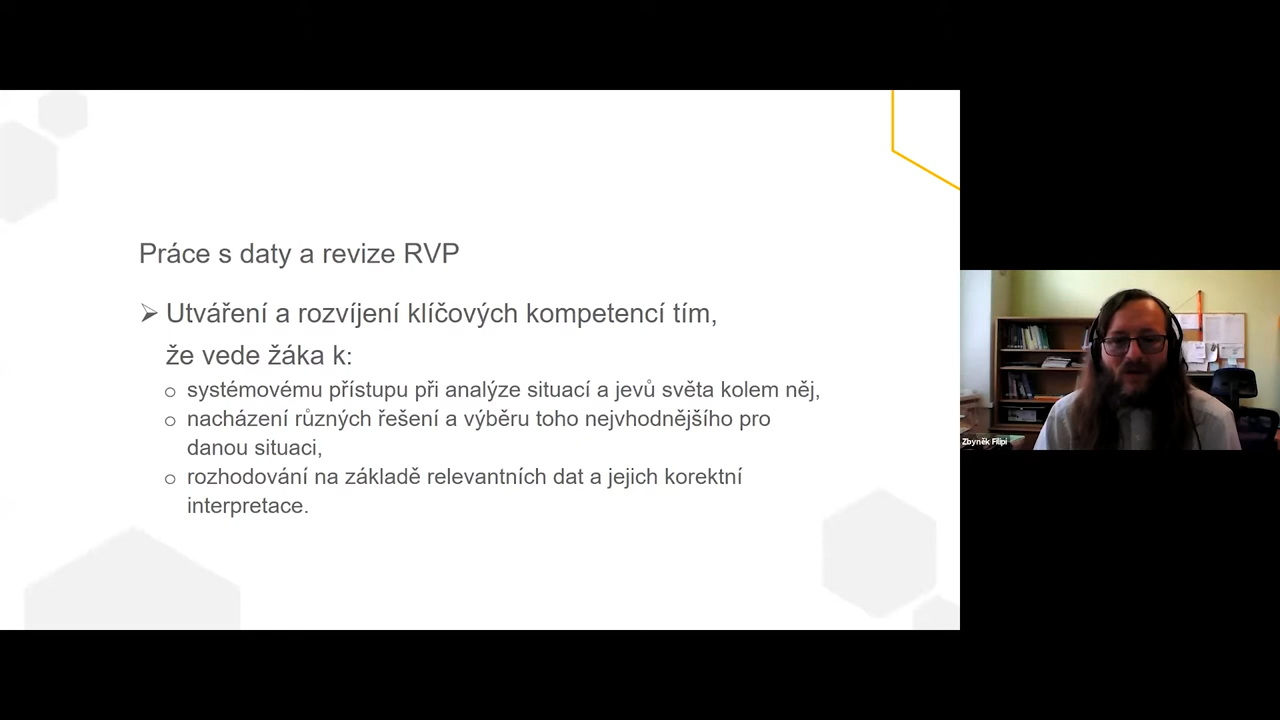 Práce s daty a revize RVP
➢ Utváření a rozvíjení klíčových kompetencí tím,
že vede žáka k:
o systémovému přístupu při analýze situací a jevů světa kolem něj,
o nacházení různých řešení a výběru toho nejvhodnějšího pro
danou situaci,
o rozhodování na základě relevantních dat a jejich korektní
interpretace.
Zbyněk Filipi